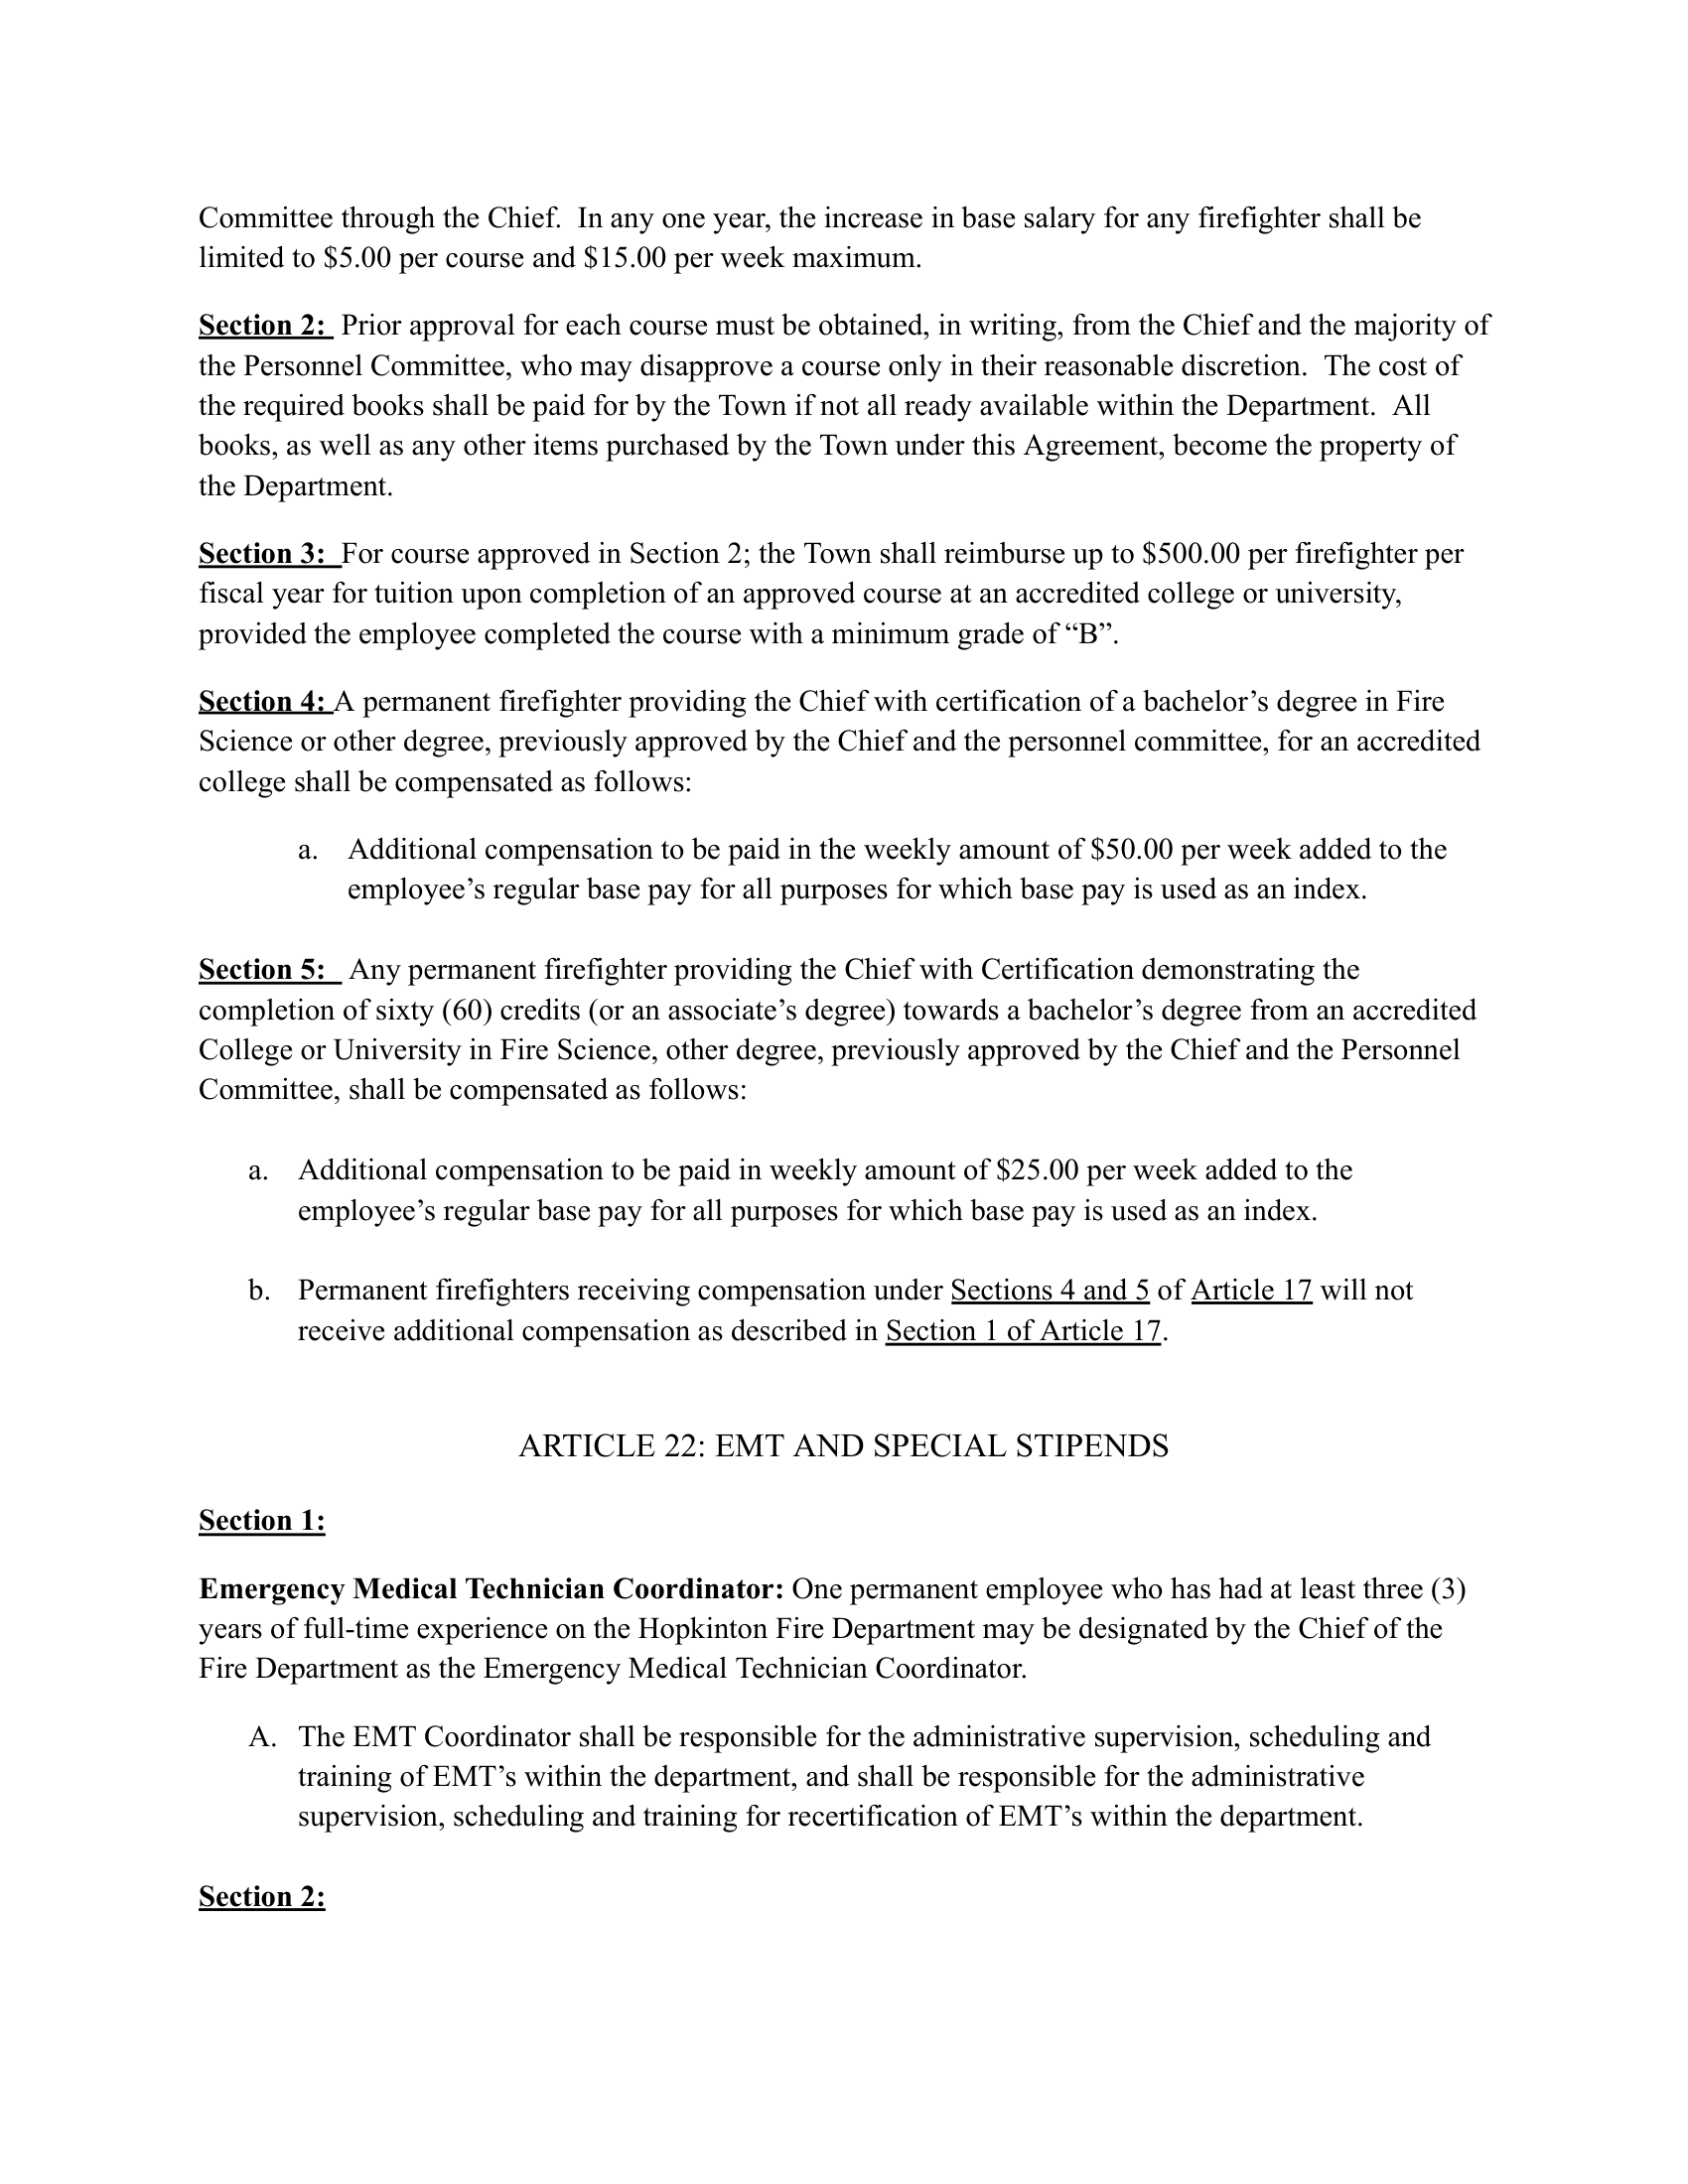 Committee through the Chief.  In any one year, the increase in base salary for any firefighter shall be
limited to $5.00 per course and $15.00 per week maximum.
Section 2:  Prior approval for each course must be obtained, in writing, from the Chief and the majority of
the Personnel Committee, who may disapprove a course only in their reasonable discretion.  The cost of
the required books shall be paid for by the Town if not all ready available within the Department.  All
books, as well as any other items purchased by the Town under this Agreement, become the property of
the Department.
Section 3:  For course approved in Section 2; the Town shall reimburse up to $500.00 per firefighter per
fiscal year for tuition upon completion of an approved course at an accredited college or university,
provided the employee completed the course with a minimum grade of “B”.
Section 4: A permanent firefighter providing the Chief with certification of a bachelor’s degree in Fire
Science or other degree, previously approved by the Chief and the personnel committee, for an accredited
college shall be compensated as follows:
a. Additional compensation to be paid in the weekly amount of $50.00 per week added to the
employee’s regular base pay for all purposes for which base pay is used as an index.
Section 5:  Any permanent firefighter providing the Chief with Certification demonstrating the
completion of sixty (60) credits (or an associate’s degree) towards a bachelor’s degree from an accredited
College or University in Fire Science, other degree, previously approved by the Chief and the Personnel
Committee, shall be compensated as follows:
a. Additional compensation to be paid in weekly amount of $25.00 per week added to the
employee’s regular base pay for all purposes for which base pay is used as an index.
b. Permanent firefighters receiving compensation under Sections 4 and 5 of Article 17 will not
receive additional compensation as described in Section 1 of Article 17.
ARTICLE 22: EMT AND SPECIAL STIPENDS
Section 1:
Emergency Medical Technician Coordinator: One permanent employee who has had at least three (3)
years of full-time experience on the Hopkinton Fire Department may be designated by the Chief of the
Fire Department as the Emergency Medical Technician Coordinator.
A. The EMT Coordinator shall be responsible for the administrative supervision, scheduling and
training of EMT’s within the department, and shall be responsible for the administrative
supervision, scheduling and training for recertification of EMT’s within the department.
Section 2: